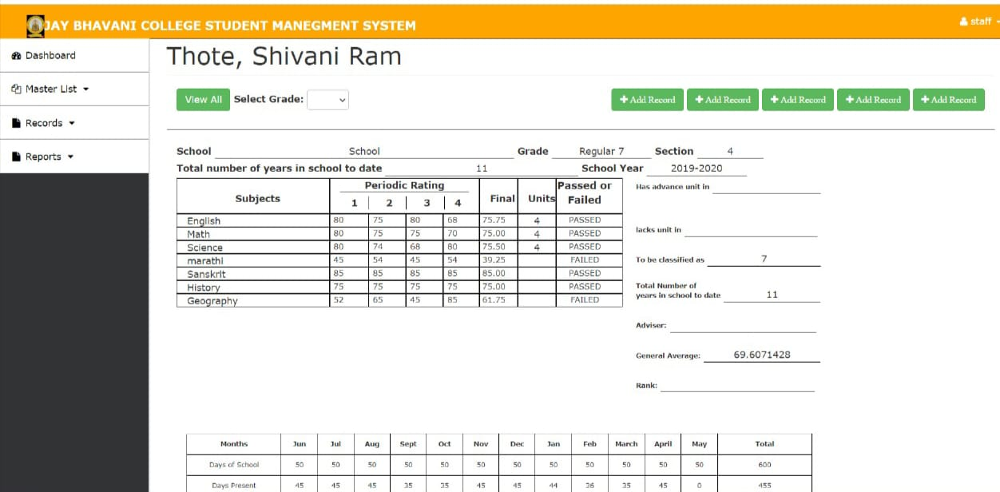 JAY BHAVANI COLLEGE STUDENT MANEGMENT SYSTEM
staff
Dashboard
Master List
Records
Reports
Thote, Shivani Ram
View All Select Grade:
Add Record Add Record Add Record Add Record Add Record
School School Grade Regular 7 Section 4
Total number of years in school to date 11 School Year 2019-2020
Subjects Periodic Rating Final Units Passed or Failed
1 2 3 4
English 80 75 80 68 75.75 4 PASSED
Math 80 75 75 70 75.00 4 PASSED
Science 80 74 68 80 75.50 4 PASSED
marathi 45 54 45 54 39.25 FAILED
Sanskrit 85 85 85 85 85.00 PASSED
History 75 75 75 75 75.00 PASSED
Geography 52 65 45 85 61.75 FAILED
Has advance unit in
lacks unit in
To be classified as 7
Total Number of
years in school to date 11
Adviser:
General Average: 69.6071428
Rank:
Months Jun Jul Aug Sept Oct Nov Dec Jan Feb March April May Total
Days of School 50 50 50 50 50 50 50 50 50 50 50 50 600
Days Present 45 45 45 35 35 45 45 44 36 35 45 0 455